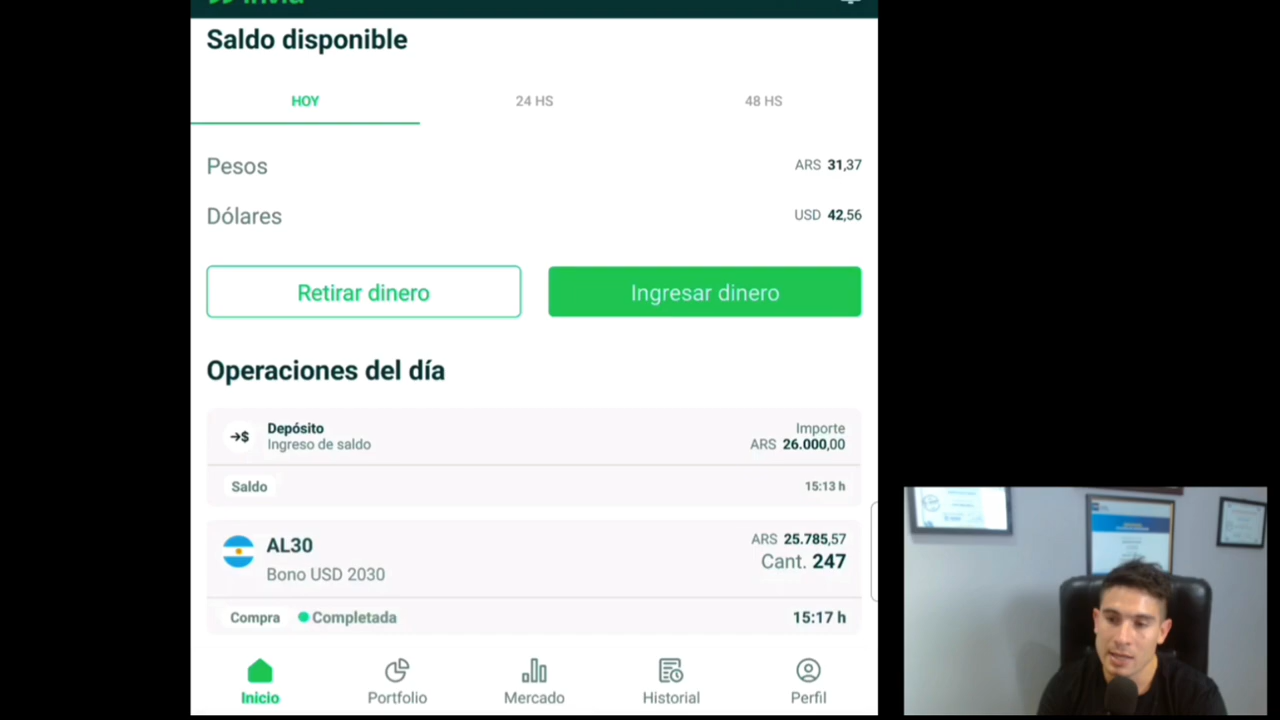 Saldo disponible
HOY
24 HS
48 HS
Pesos
ARS 31,37
Dólares
USD 42,56
Retirar dinero
Ingresar dinero
Operaciones del día
Depósito
Importe
Ingreso de saldo
ARS 26.000,00
Saldo
15:13 h
AL30
ARS 25.785,57
Bono USD 2030
Cant. 247
Compra
Completada
15:17 h
Inicio
Portfolio
Mercado
Historial
Perfil